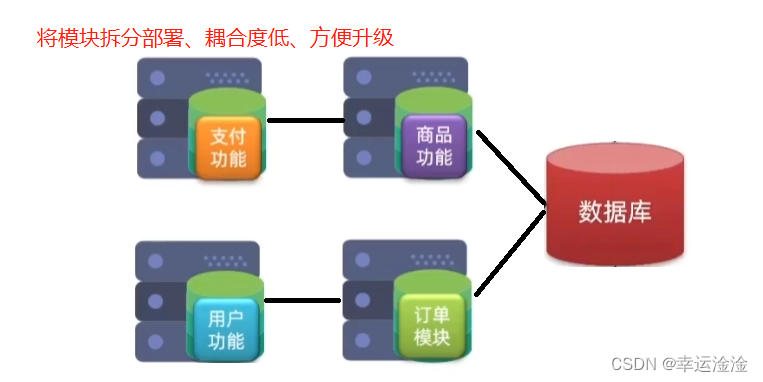 将模块拆分部署、耦合度低、方便升级
支付
功能
商品
功能
数据库
用户
功能
订单
模块
CSDN @幸运淦淦